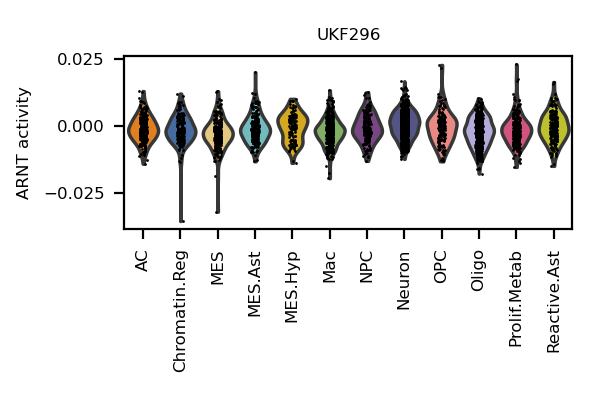 UKF296
ARNT activity
0.025
0.000
−0.025
AC
Chromatin.Reg
MES
MES.Ast
MES.Hyp
Mac
NPC
Neuron
OPC
Oligo
Prolif.Metab
Reactive.Ast